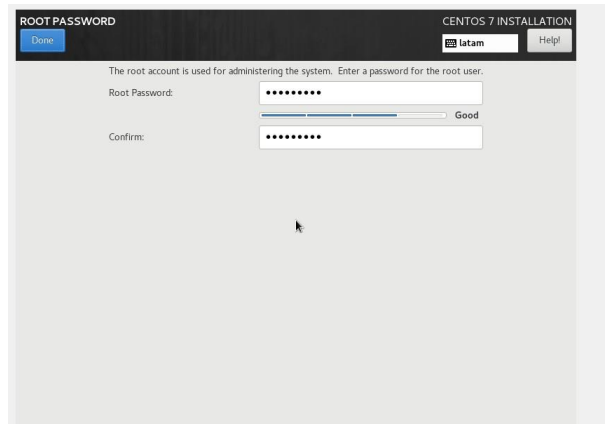 ROOT PASSWORD
CENTOS 7 INSTALLATION
Done
latam
Help!
The root account is used for administering the system. Enter a password for the root user.
Root Password:
●●●●●●●●●
Good
Confirm:
●●●●●●●●●